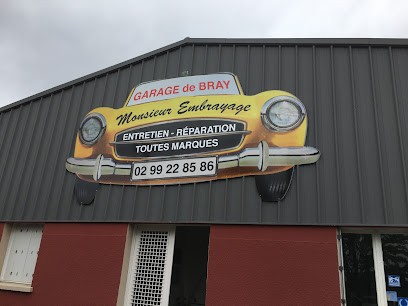 GARAGE de BRAY
Monsieur Embrayage
ENTRETIEN - RÉPARATION
TOUTES MARQUES
02 99 22 85 86